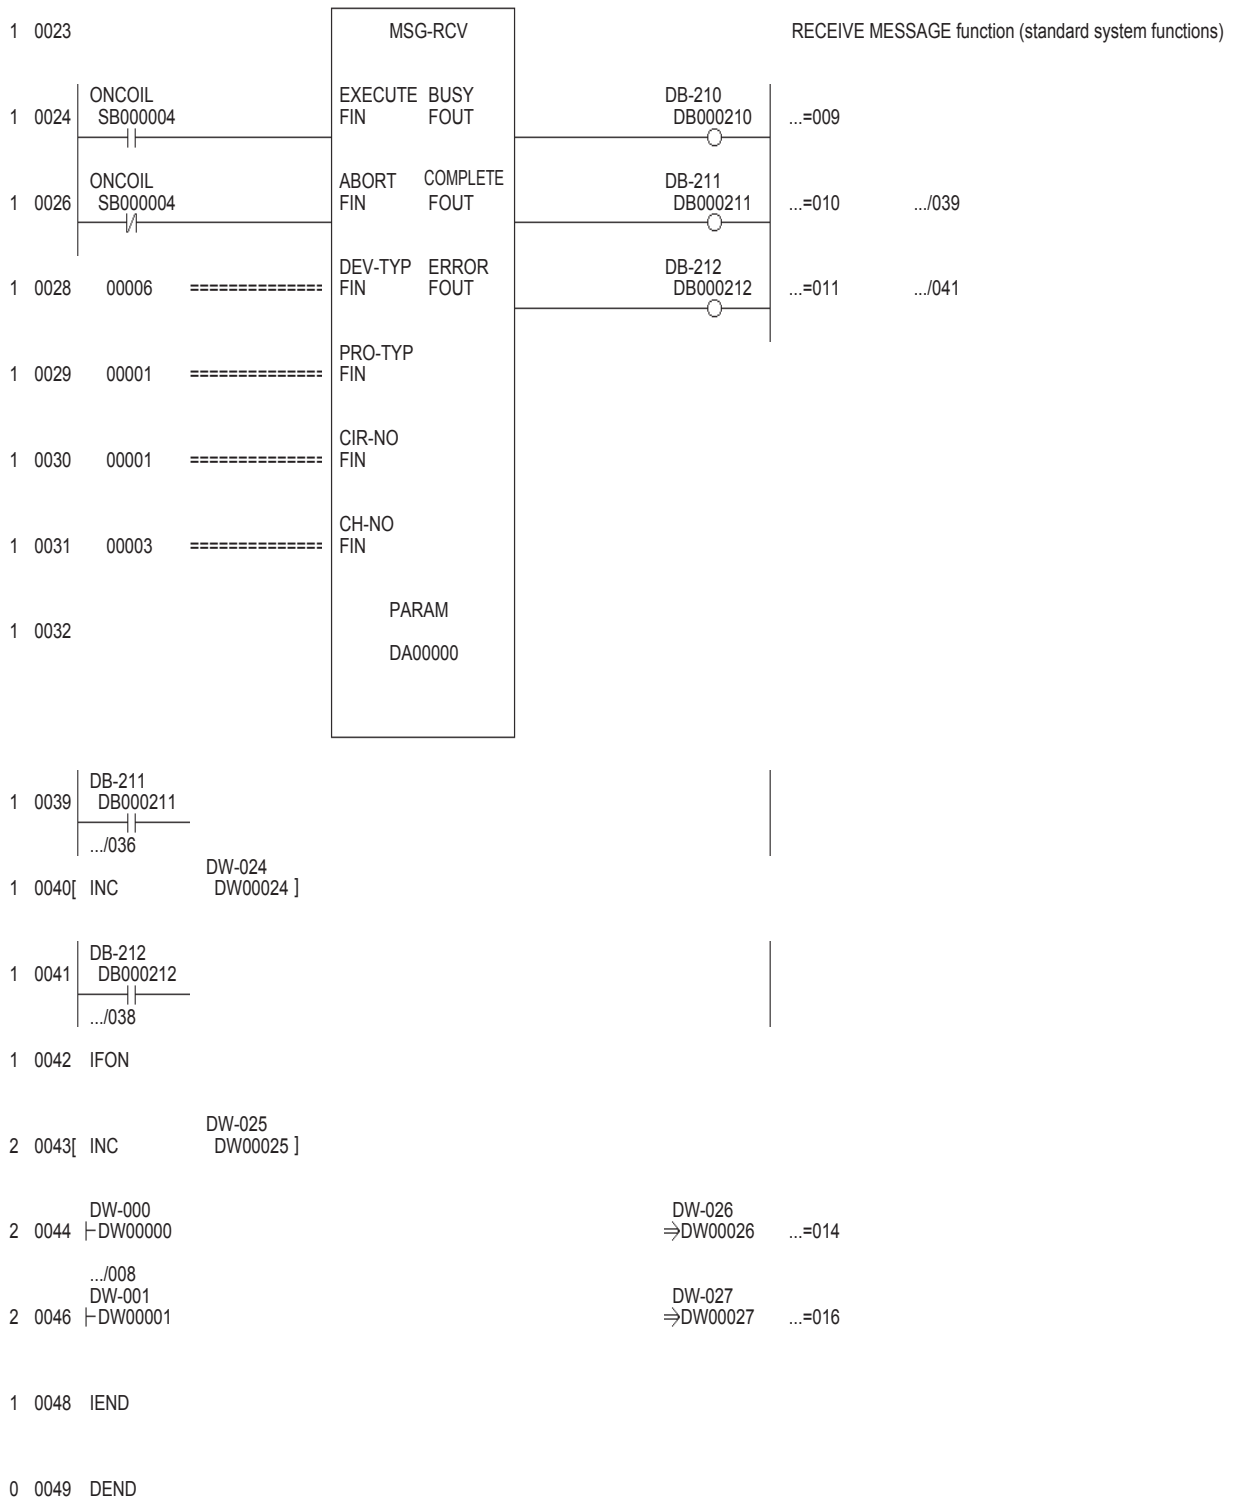 1 0023 MSG-RCV RECEIVE MESSAGE function (standard system functions)
ONCOIL EXECUTE BUSY DB-210
1 0024 SB000004 FIN FOUT DB000210 ...=009
ONCOIL ABORT COMPLETE DB-211
1 0026 SB000004 FIN FOUT DB000211 ...=010 .../039
DEV-TYP ERROR DB-212
1 0028 00006 ============== FIN FOUT DB000212 ...=011 .../041
PRO-TYP
1 0029 00001 ============== FIN
CIR-NO
1 0030 00001 ============== FIN
CH-NO
1 0031 00003 ============== FIN
PARAM
1 0032
DA00000
DB-211
1 0039 DB000211
.../036
DW-024
1 0040[ INC DW00024 ]
DB-212
1 0041 DB000212
.../038
1 0042 IFON
DW-025
2 0043[ INC DW00025 ]
DW-000 DW-026
2 0044 ├DW00000 ⇒DW00026 ...=014
.../008
DW-001 DW-027
2 0046 ├DW00001 ⇒DW00027 ...=016
1 0048 IEND
0 0049 DEND